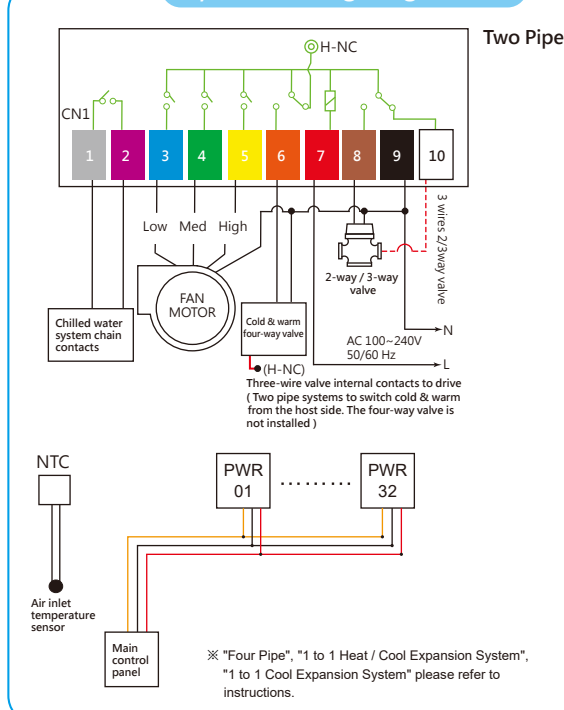 Two Pipe
H-NC
CN1
1 2 3 4 5 6 7 8 9 10
Low Med High
3 wires 2/3way valve
FAN
MOTOR
2-way / 3-way
valve
Chilled water
system chain
contacts
Cold & warm
four-way valve
N
AC 100~240V
50/60 Hz
L
(H-NC)
Three-wire valve internal contacts to drive
( Two pipe systems to switch cold & warm
from the host side. The four-way valve is
not installed )
NTC
PWR
01
.........
PWR
32
Air inlet
temperature
sensor
Main
control
panel
※ "Four Pipe", "1 to 1 Heat / Cool Expansion System",
"1 to 1 Cool Expansion System" please refer to
instructions.